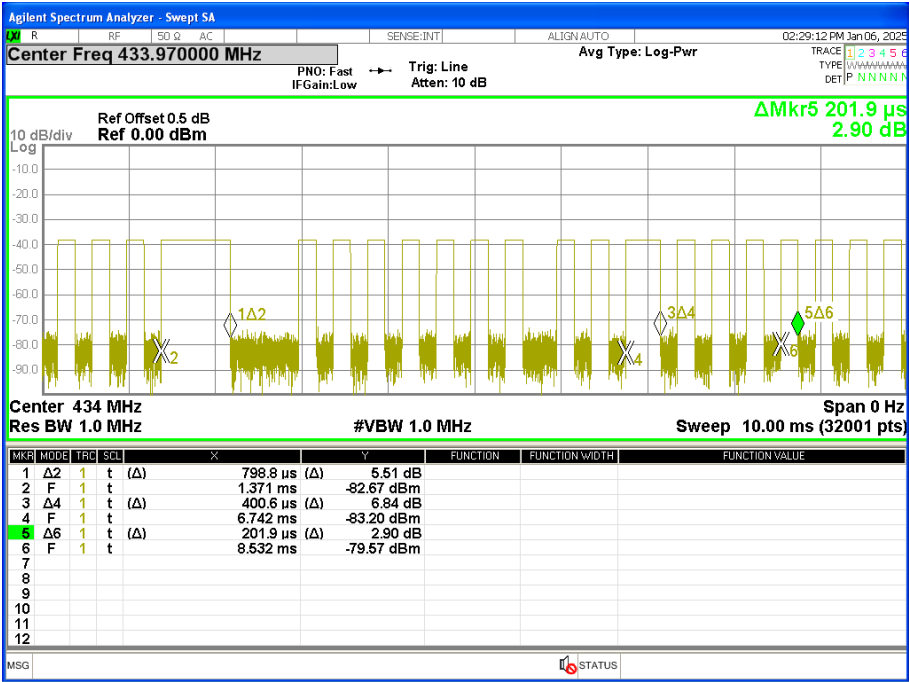 Agilent Spectrum Analyzer - Swept SA
LXI R RF 50 Ω AC SENSE:INT ALIGN AUTO 02:29:12 PM Jan 06, 2025
Center Freq 433.970000 MHz
PNO: Fast
IFGain:Low
Trig: Line
Atten: 10 dB
Avg Type: Log-Pwr
TRACE 1 2 3 4 5 6
TYPE W
DET P N N N N N
ΔMkr5 201.9 µs
2.90 dB
Ref Offset 0.5 dB
10 dB/div Ref 0.00 dBm
Log
-10.0
-20.0
-30.0
-40.0
-50.0
-60.0
-70.0
-80.0
-90.0
1Δ2
3Δ4
5Δ6
2
4
6
Center 434 MHz Span 0 Hz
Res BW 1.0 MHz #VBW 1.0 MHz Sweep 10.00 ms (32001 pts)
MKR MODE TRC SCL X Y FUNCTION FUNCTION WIDTH FUNCTION VALUE
1 Δ2 1 t (Δ) 798.8 µs (Δ) 5.51 dB
2 F 1 t 1.371 ms -82.67 dBm
3 Δ4 1 t (Δ) 400.6 µs (Δ) 6.84 dB
4 F 1 t 6.742 ms -83.20 dBm
5 Δ6 1 t (Δ) 201.9 µs (Δ) 2.90 dB
6 F 1 t 8.532 ms -79.57 dBm
7
8
9
10
11
12
MSG STATUS